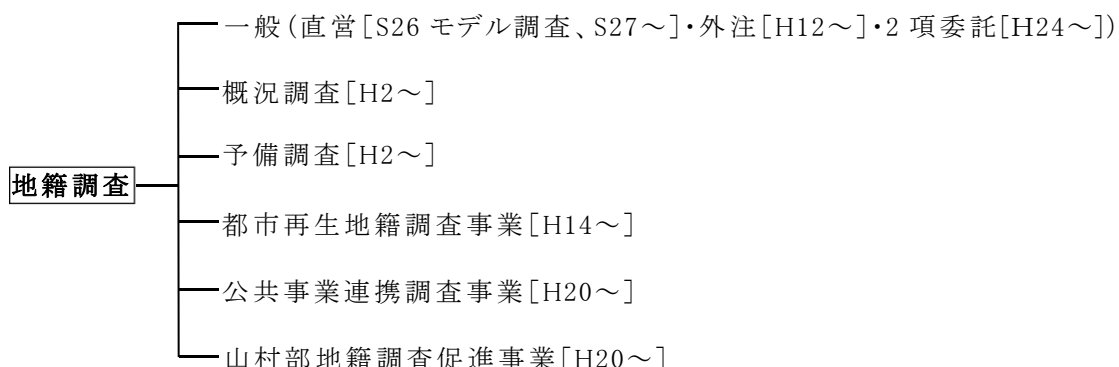 一般(直営[S26 モデル調査、S27～]・外注[H12～]・2 項委託[H24～])
概況調査[H2～]
予備調査[H2～]
地籍調査
都市再生地籍調査事業[H14～]
公共事業連携調査事業[H20～]
山村部地籍調査促進事業[H20～]